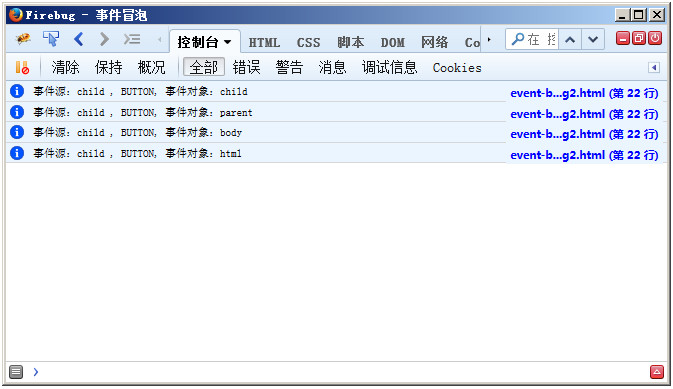 Firebug - 事件冒泡
控制台 HTML CSS 脚本 DOM 网络 Co 在 技
清除 保持 概况 全部 错误 警告 消息 调试信息 Cookies
事件源: child , BUTTON, 事件对象: child event-b...g2.html (第 22 行)
事件源: child , BUTTON, 事件对象: parent event-b...g2.html (第 22 行)
事件源: child , BUTTON, 事件对象: body event-b...g2.html (第 22 行)
事件源: child , BUTTON, 事件对象: html event-b...g2.html (第 22 行)